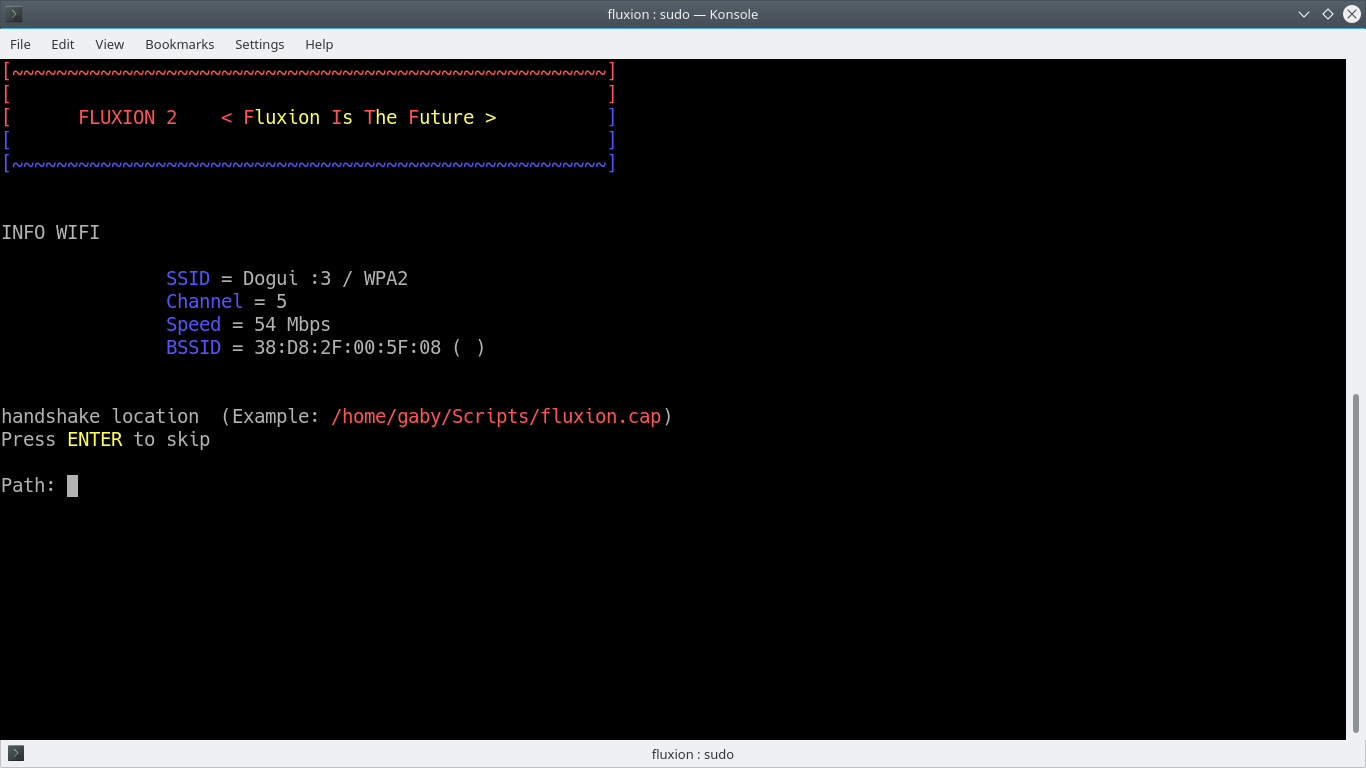 fluxion : sudo — Konsole
File Edit View Bookmarks Settings Help
[~~~~~~~~~~~~~~~~~~~~~~~~~~~~~~~~~~~~~~~~~~~~~~~~~~~~~~]
[ ]
[ FLUXION 2 < Fluxion Is The Future > ]
[ ]
[~~~~~~~~~~~~~~~~~~~~~~~~~~~~~~~~~~~~~~~~~~~~~~~~~~~~~~]
INFO WIFI
SSID = Dogui :3 / WPA2
Channel = 5
Speed = 54 Mbps
BSSID = 38:D8:2F:00:5F:08 ( )
handshake location (Example: /home/gaby/Scripts/fluxion.cap)
Press ENTER to skip
Path:
fluxion : sudo